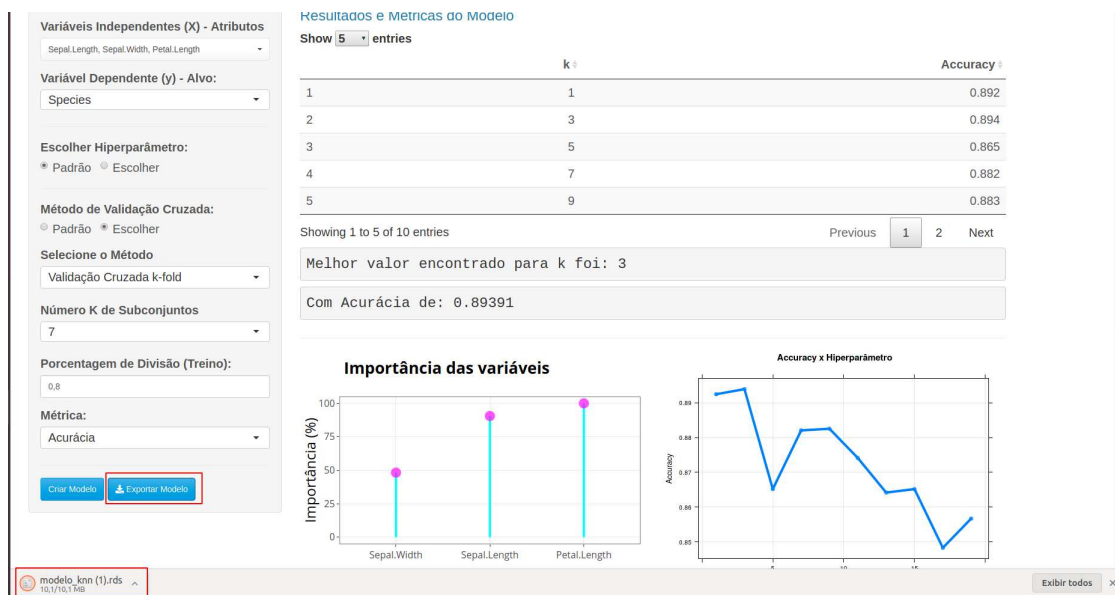 Variáveis Independentes (X) - Atributos
Sepal.Length, Sepal.Width, Petal.Length
Variável Dependente (y) - Alvo:
Species
Escolher Hiperparâmetro:
Padrão Escolher
Método de Validação Cruzada:
Padrão Escolher
Selecione o Método
Validação Cruzada k-fold
Número K de Subconjuntos
7
Porcentagem de Divisão (Treino):
0,8
Métrica:
Acurácia
Criar Modelo Exportar Modelo
Resultados e Métricas do Modelo
Show 5 entries
k Accuracy
1 1 0.892
2 3 0.894
3 5 0.865
4 7 0.882
5 9 0.883
Showing 1 to 5 of 10 entries Previous 1 2 Next
Melhor valor encontrado para k foi: 3
Com Acurácia de: 0.89391
Importância das variáveis
Importância (%)
100
75
50
25
0
Sepal.Width Sepal.Length Petal.Length
Accuracy x Hiperparâmetro
Accuracy
0.89
0.88
0.87
0.86
0.85
5 10 15
modelo_knn (1).rds
10,1/10,1 MB
Exibir todos